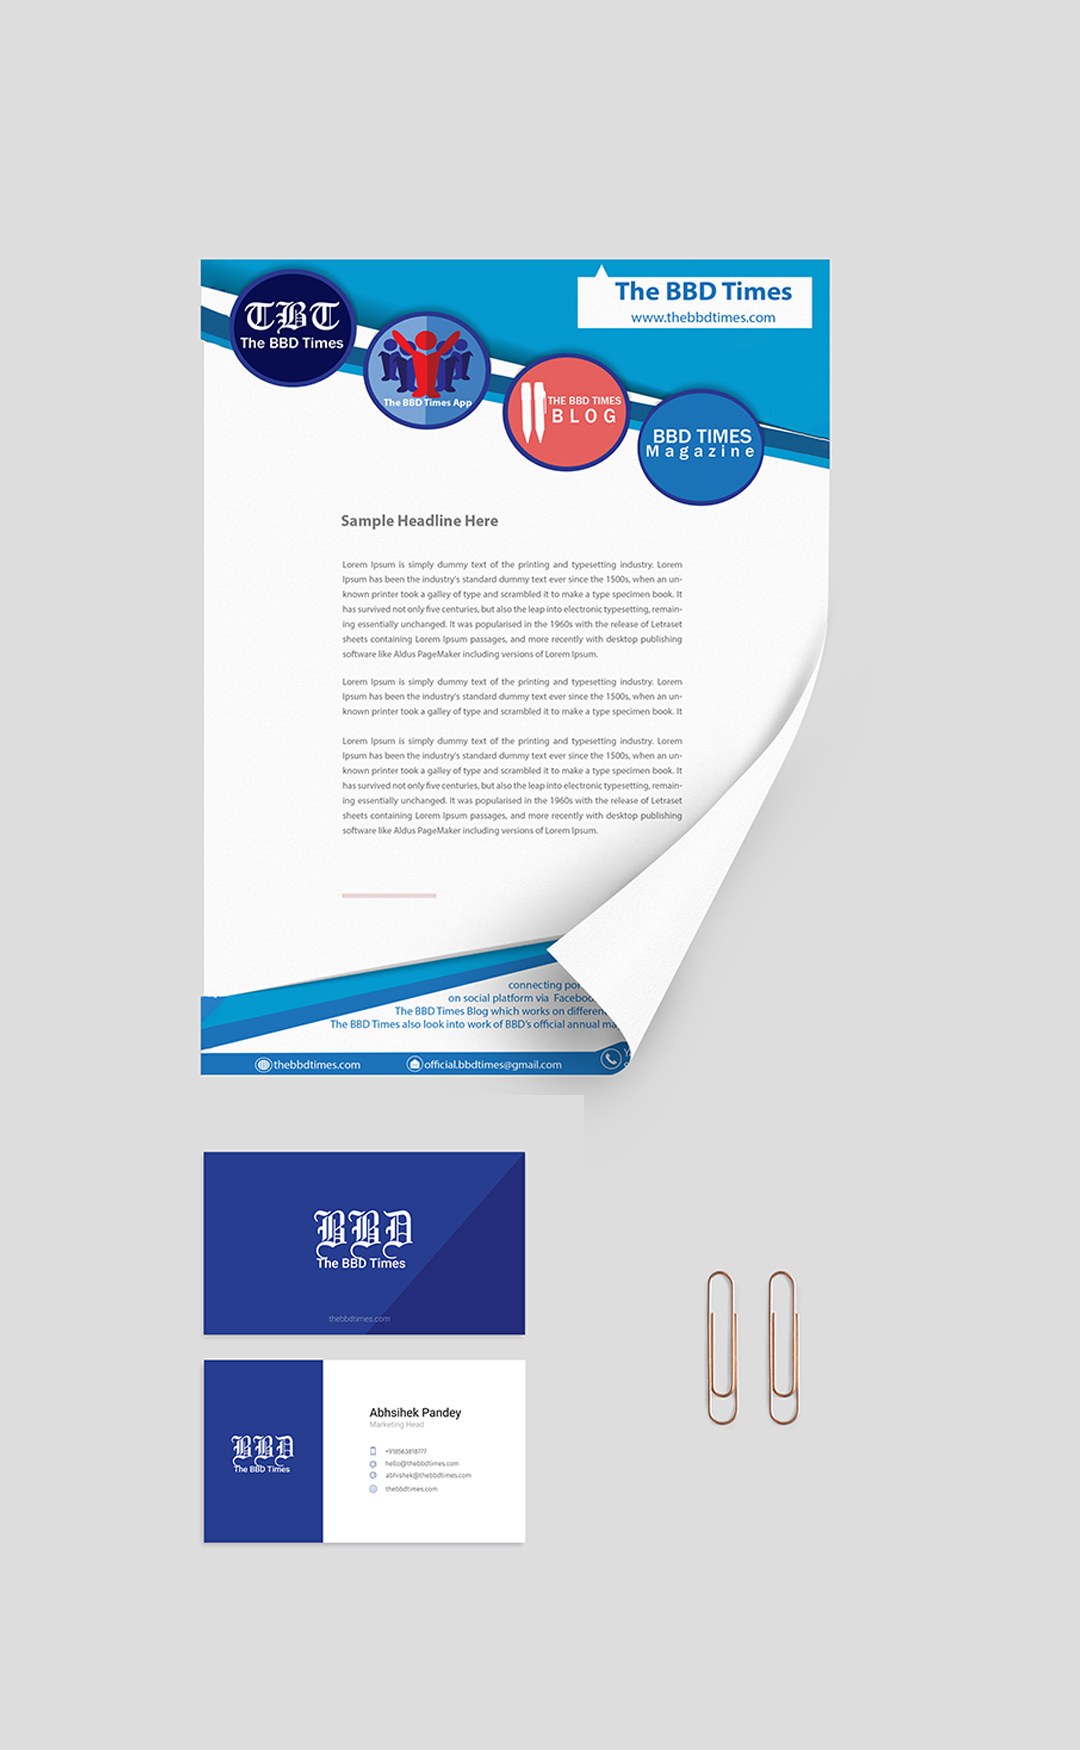 The BBD Times
www.thebbdtimes.com
TBT
The BBD Times
The BBD Times App
THE BBD TIMES
BLOG
BBD TIMES
Magazine
Sample Headline Here
Lorem Ipsum is simply dummy text of the printing and typesetting industry. Lorem
Ipsum has been the industry's standard dummy text ever since the 1500s, when an un-
known printer took a galley of type and scrambled it to make a type specimen book. It
has survived not only five centuries, but also the leap into electronic typesetting, remain-
ing essentially unchanged. It was popularised in the 1960s with the release of Letraset
sheets containing Lorem Ipsum passages, and more recently with desktop publishing
software like Aldus PageMaker including versions of Lorem Ipsum.
Lorem Ipsum is simply dummy text of the printing and typesetting industry. Lorem
Ipsum has been the industry's standard dummy text ever since the 1500s, when an un-
known printer took a galley of type and scrambled it to make a type specimen book. It
Lorem Ipsum is simply dummy text of the printing and typesetting industry. Lorem
Ipsum has been the industry's standard dummy text ever since the 1500s, when an un-
known printer took a galley of type and scrambled it to make a type specimen book. It
has survived not only five centuries, but also the leap into electronic typesetting, remain-
ing essentially unchanged. It was popularised in the 1960s with the release of Letraset
sheets containing Lorem Ipsum passages, and more recently with desktop publishing
software like Aldus PageMaker including versions of Lorem Ipsum.
connecting
on social platform via Facebook
The BBD Times Blog which works on
The BBD Times also look into work of BBD's official annual
thebbdtimes.com official.bbdtimes@gmail.com
BBD
The BBD Times
thebbdtimes.com
BBD
The BBD Times
Abhsihek Pandey
Marketing Head
+918563818777
hello@thebbdtimes.com
abhishek@thebbdtimes.com
thebbdtimes.com